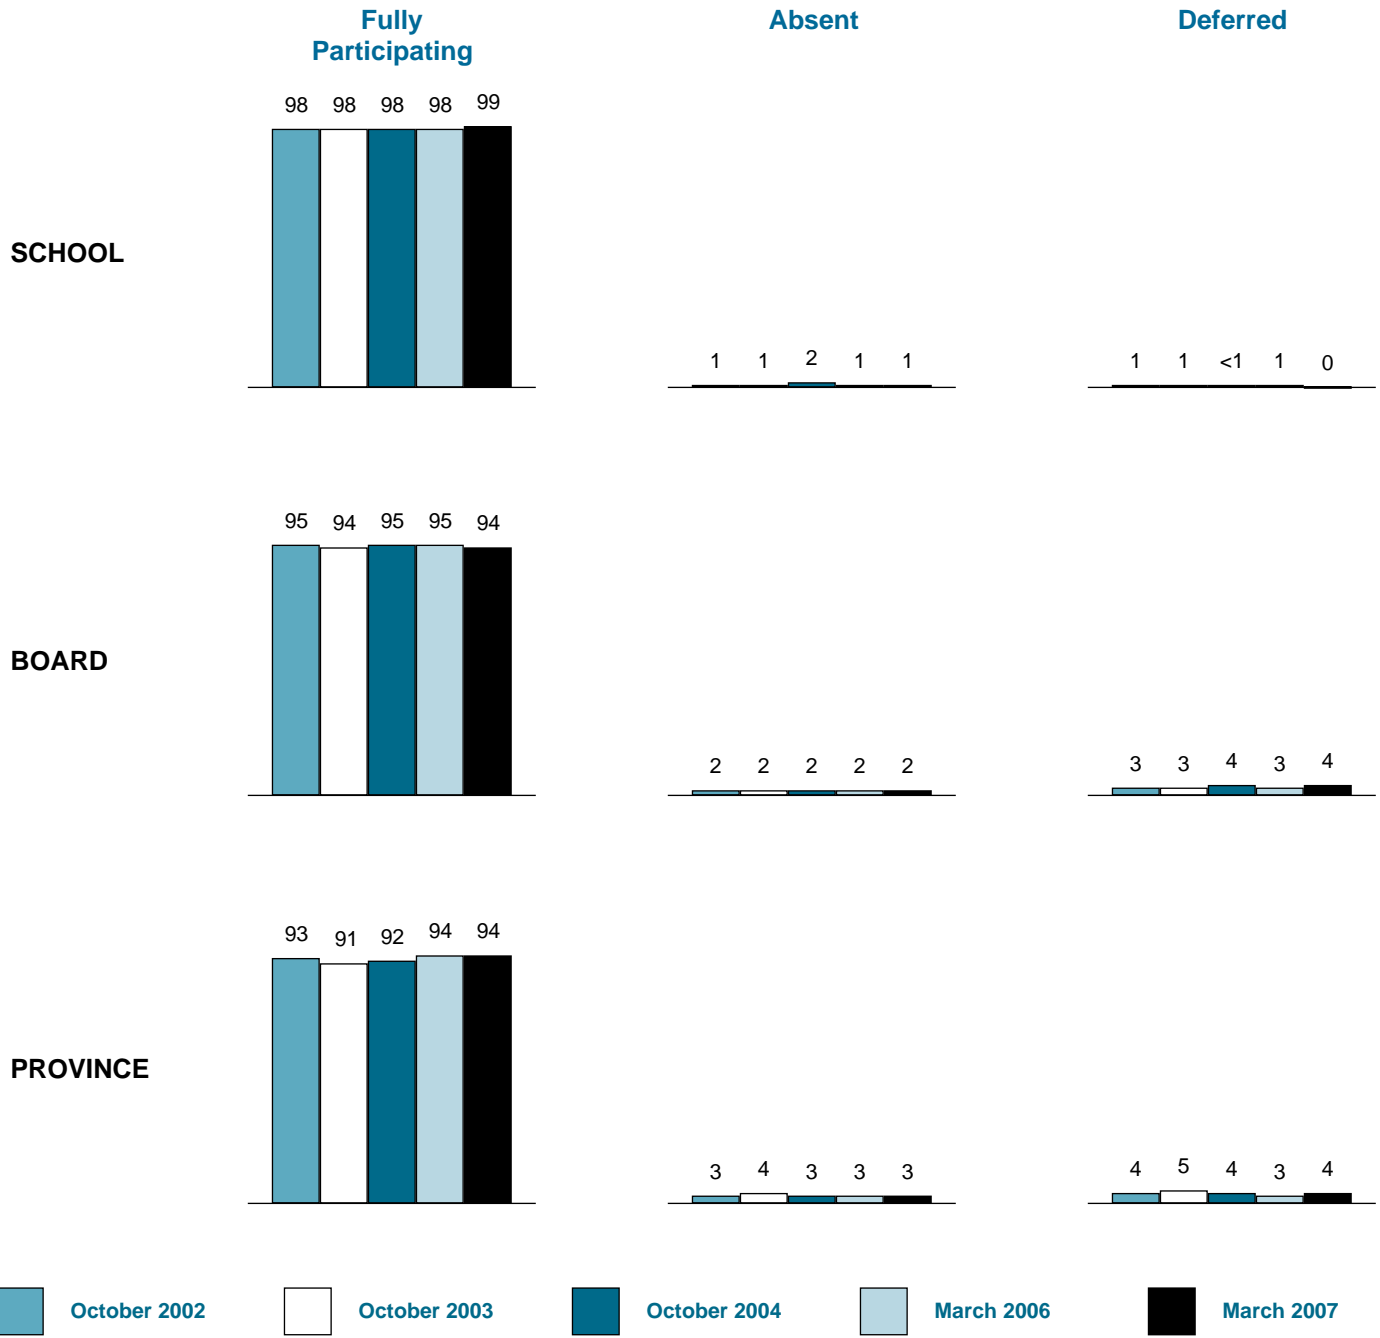 Fully
Participating
Absent
Deferred
SCHOOL
98 98 98 98 99
1 1 2 1 1
1 1 <1 1 0
BOARD
95 94 95 95 94
2 2 2 2 2
3 3 4 3 4
PROVINCE
93 91 92 94 94
3 4 3 3 3
4 5 4 3 4
October 2002
October 2003
October 2004
March 2006
March 2007